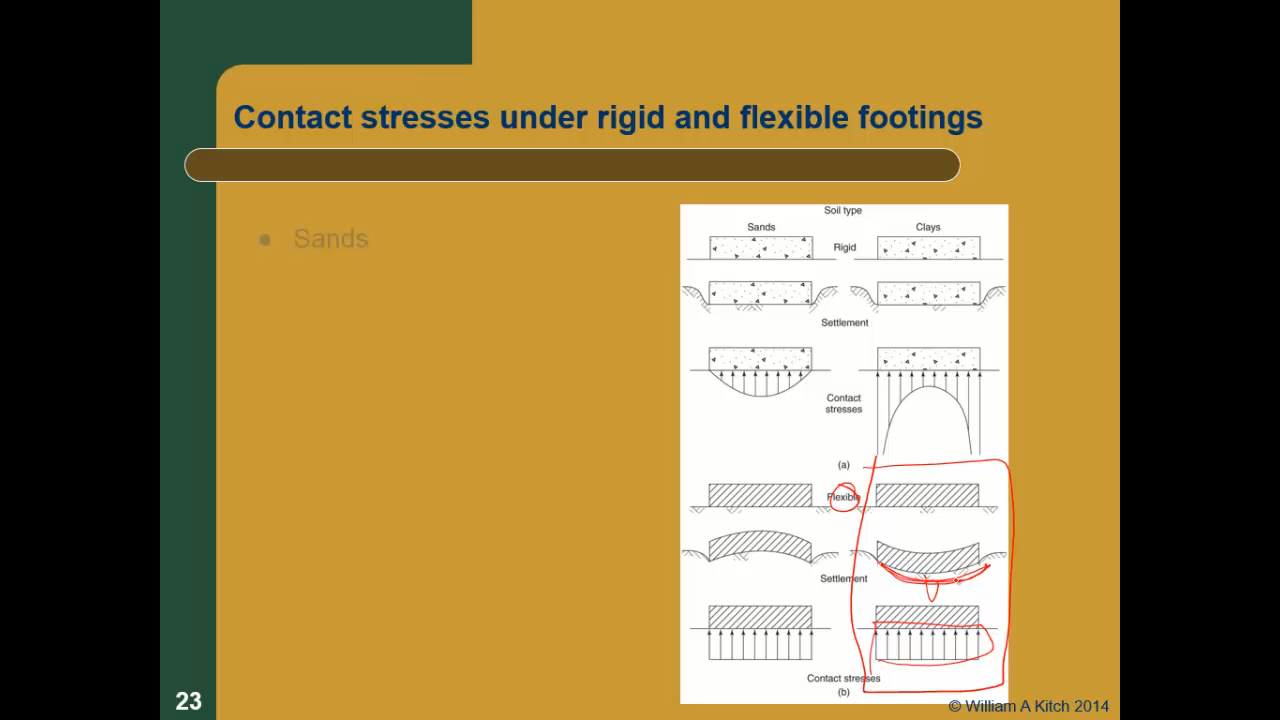 Contact stresses under rigid and flexible footings
● Sands
Soil type
Sands Clays
Rigid
Settlement
Contact
stresses
(a)
Flexible
Settlement
Contact stresses
(b)
23
© William A Kitch 2014